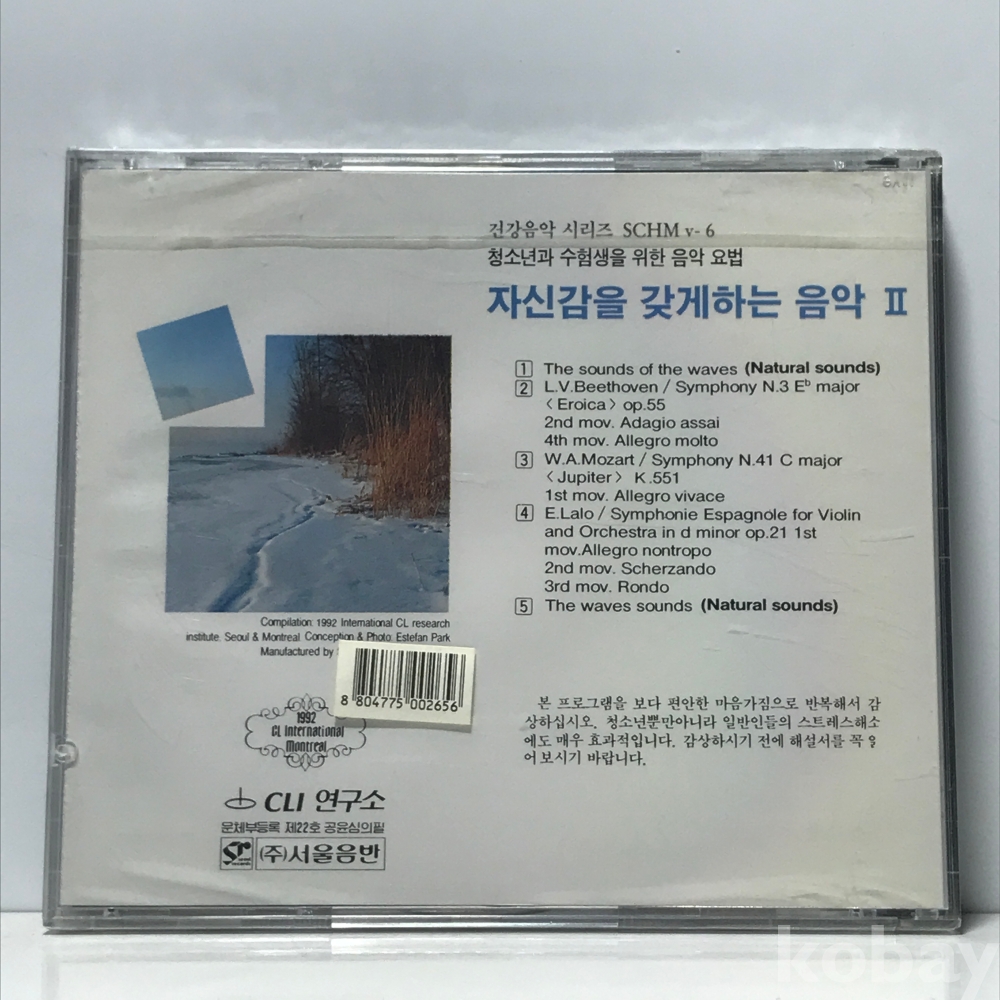 건강음악 시리즈 SCHM v- 6
청소년과 수험생을 위한 음악 요법
자신감을 갖게하는 음악 Ⅱ
1 The sounds of the waves (Natural sounds)
2 L.V.Beethoven / Symphony N.3 E♭ major
〈Eroica〉 op.55
2nd mov. Adagio assai
4th mov. Allegro molto
3 W.A.Mozart / Symphony N.41 C major
〈Jupiter〉 K.551
1st mov. Allegro vivace
4 E.Lalo / Symphonie Espagnole for Violin
and Orchestra in d minor op.21 1st
mov.Allegro nontropo
2nd mov. Scherzando
3rd mov. Rondo
5 The waves sounds (Natural sounds)
Compilation: 1992 International CL research
institute: Seoul & Montreal. Conception & Photo: Estefan Park
Manufactured by
8 804775 002656
1992
CL International
Montreal
CLI 연구소
문체부등록 제22호 공윤심의필
(주)서울음반
본 프로그램을 보다 편안한 마음가짐으로 반복해서 감
상하십시오. 청소년뿐만아니라 일반인들의 스트레스해소
에도 매우 효과적입니다. 감상하시기 전에 해설서를 꼭 읽
어보시기 바랍니다.
kobay